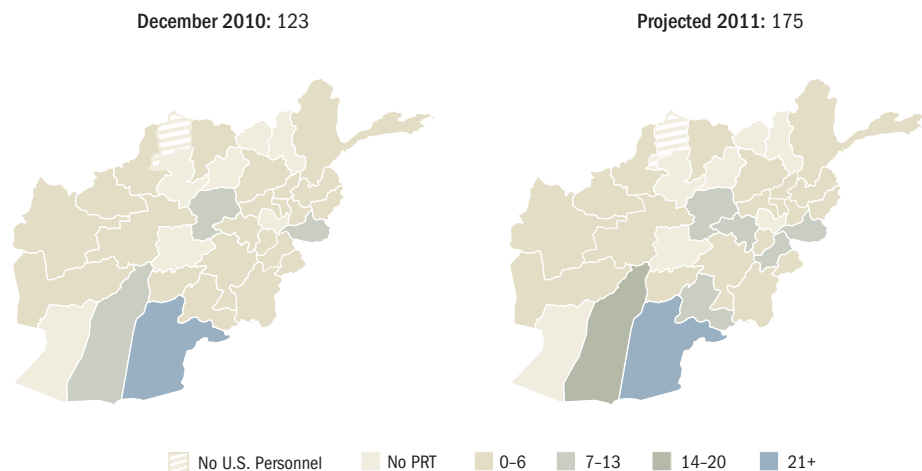 December 2010: 123
Projected 2011: 175
No U.S. Personnel
No PRT
0–6
7–13
14–20
21+